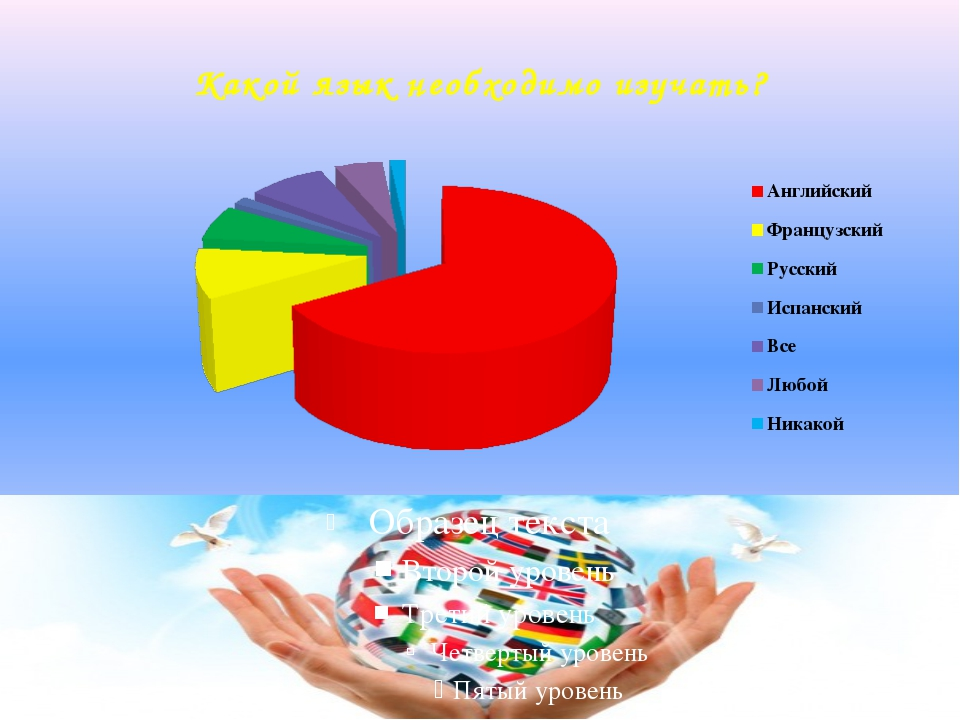 Какой язык необходимо изучать?
Английский
Французский
Русский
Испанский
Все
Любой
Никакой
Образец текста
Второй уровень
Третий уровень
Четвертый уровень
Пятый уровень